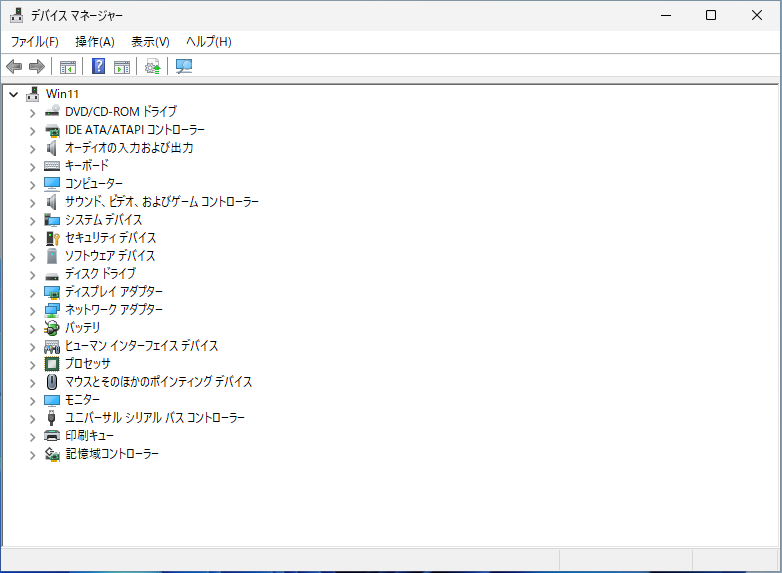 デバイス マネージャー
ファイル(F) 操作(A) 表示(V) ヘルプ(H)
Win11
DVD/CD-ROM ドライブ
IDE ATA/ATAPI コントローラー
オーディオの入力および出力
キーボード
コンピューター
サウンド、ビデオ、およびゲーム コントローラー
システム デバイス
セキュリティ デバイス
ソフトウェア デバイス
ディスク ドライブ
ディスプレイ アダプター
ネットワーク アダプター
バッテリ
ヒューマン インターフェイス デバイス
プロセッサ
マウスとそのほかのポインティング デバイス
モニター
ユニバーサル シリアル バス コントローラー
印刷キュー
記憶域コントローラー